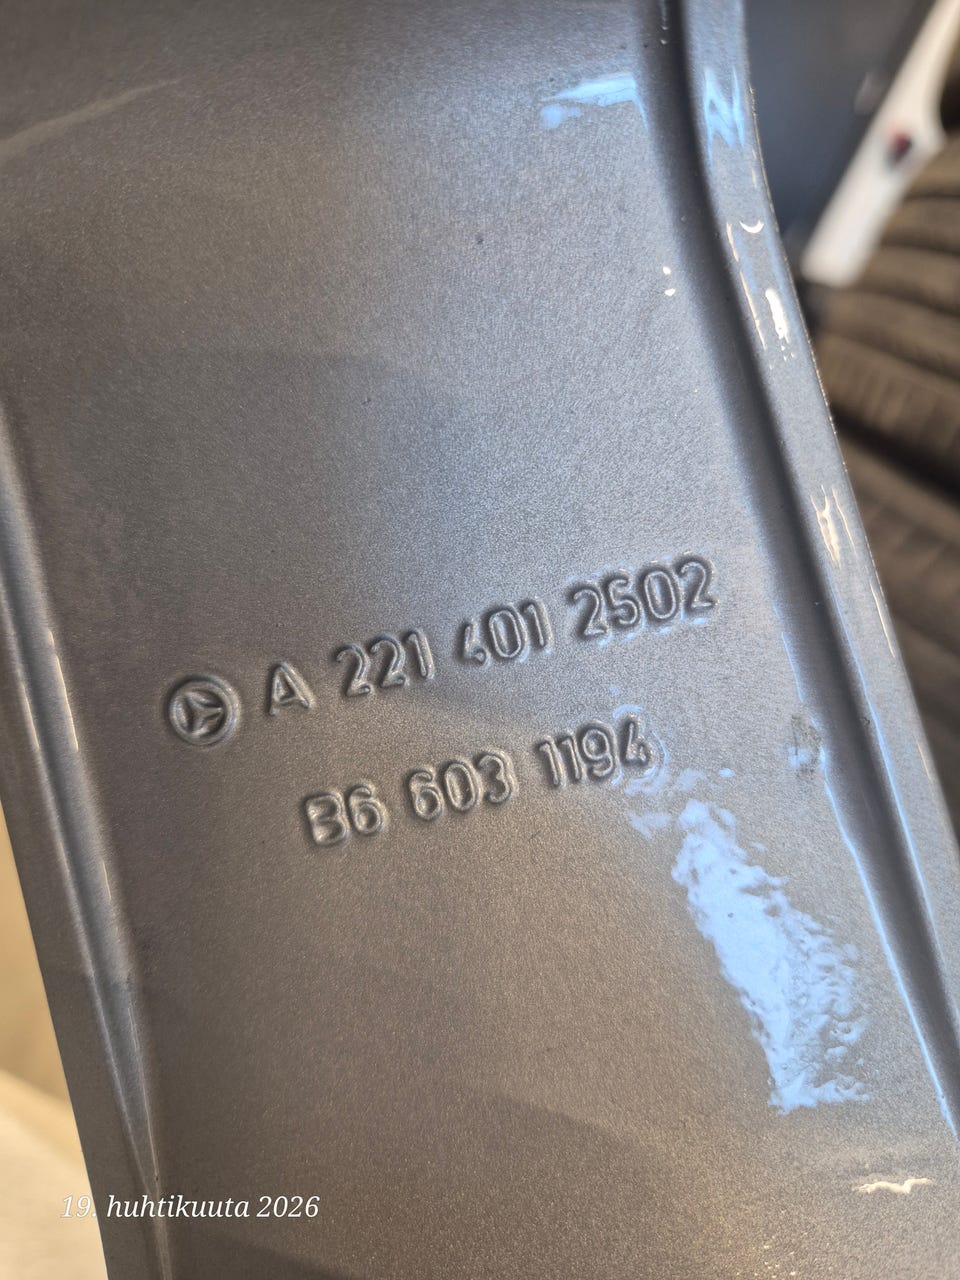 A 221 401 2502
B6 603 1194
19. huhtikuuta 2026